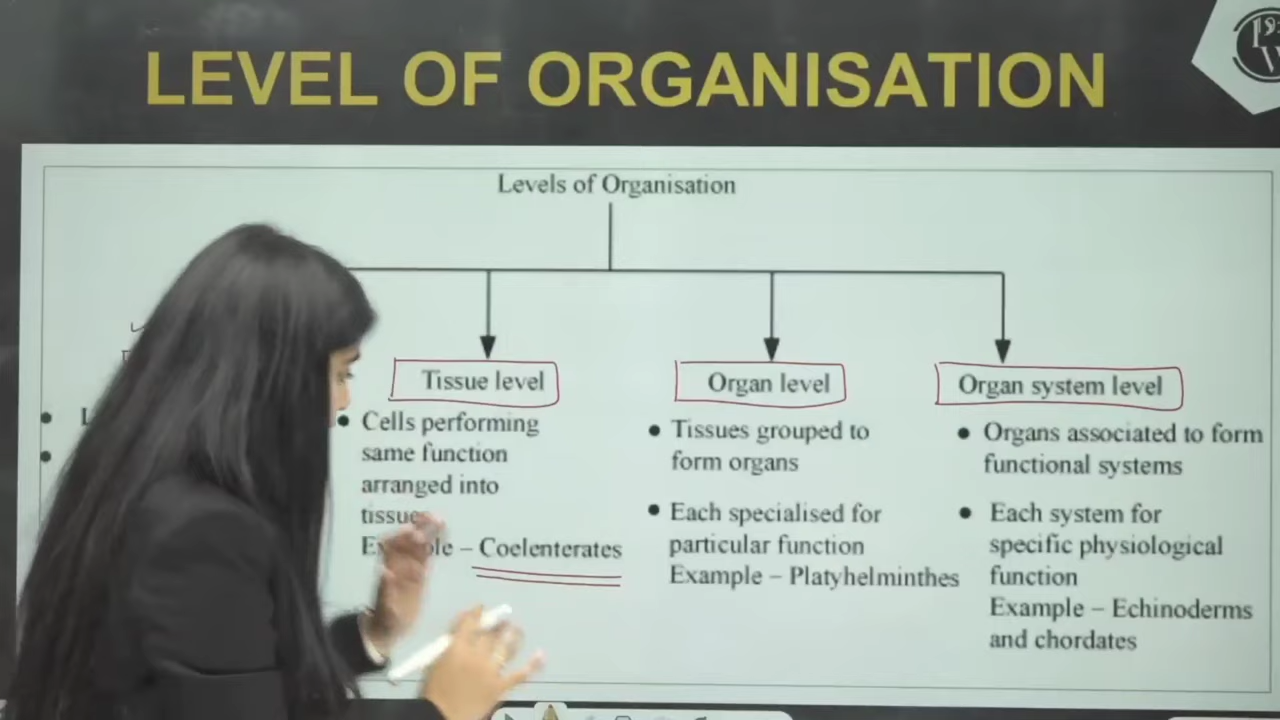 LEVEL OF ORGANISATION
Levels of Organisation
Tissue level
Cells performing
same function
arranged into
tissues
Example – Coelenterates
Organ level
Tissues grouped to
form organs
Each specialised for
particular function
Example – Platyhelminthes
Organ system level
Organs associated to form
functional systems
Each system for
specific physiological
function
Example – Echinoderms
and chordates